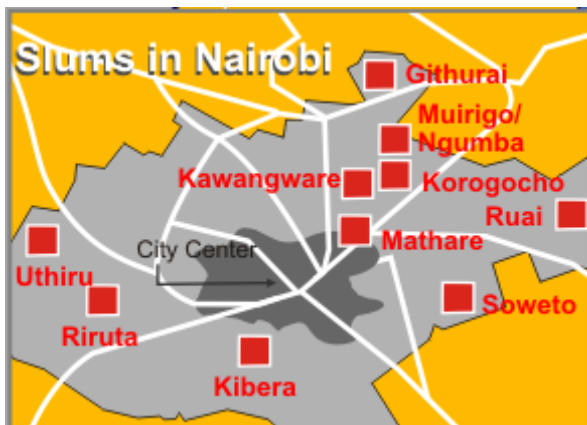 Slums in Nairobi
Githurai
Muirigo/
Ngumba
Kawangware
Korogocho
Ruai
Mathare
City Center
Uthiru
Soweto
Riruta
Kibera